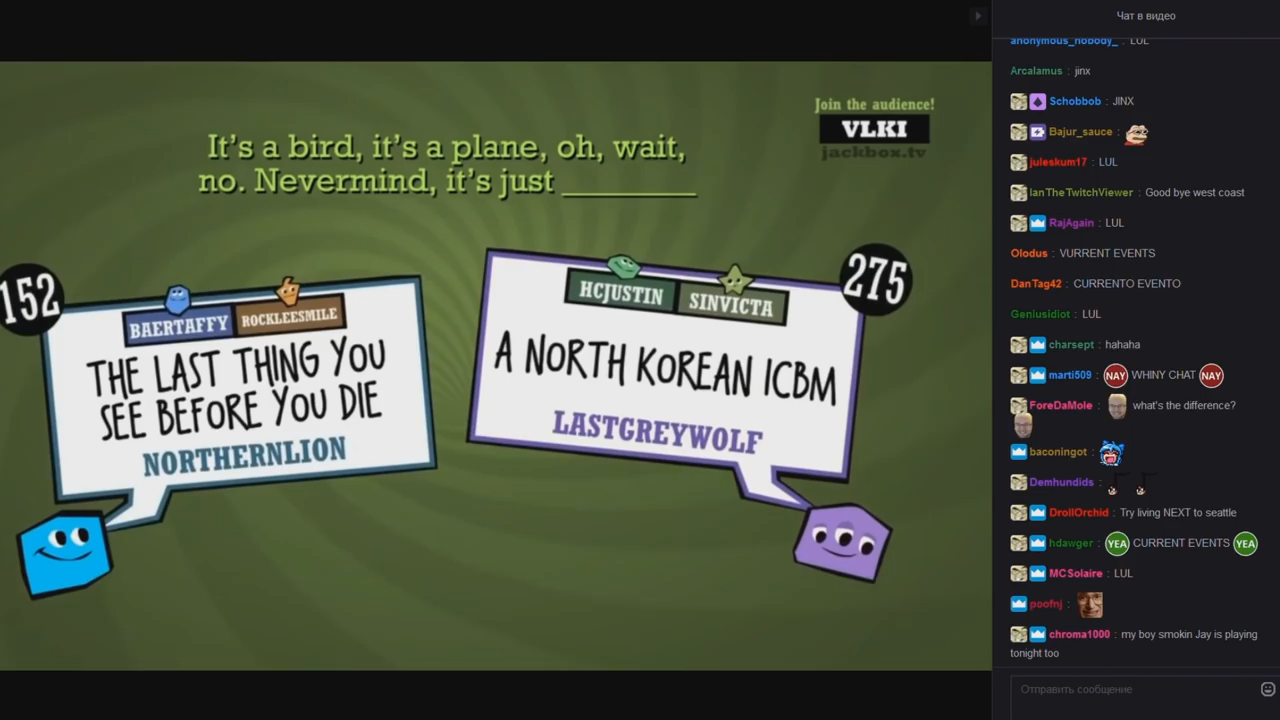 Чат в видео
anonymous_nobody_ : LUL
Arcalamus : jinx
Schobbob : JINX
Bajur_sauce :
juleskum17 : LUL
IanTheTwitchViewer : Good bye west coast
RajAgain : LUL
Olodus : VURRENT EVENTS
DanTag42 : CURRENTO EVENTO
Geniusidiot : LUL
charsept : hahaha
marti509 : NAY WHINY CHAT NAY
ForeDaMole : what's the difference?
baconingot :
Demhundids :
DrollOrchid : Try living NEXT to seattle
hdawger : YEA CURRENT EVENTS YEA
MCSolaire : LUL
poofnj :
chroma1000 : my boy smokin Jay is playing
tonight too
Отправить сообщение
Join the audience!
VLKI
jackbox.tv
It's a bird, it's a plane, oh, wait,
no. Nevermind, it's just ________
152
BAERTAFFY ROCKLEESMILE
THE LAST THING YOU
SEE BEFORE YOU DIE
NORTHERNLION
275
HCJUSTIN SINVICTA
A NORTH KOREAN ICBM
LASTGREYWOLF